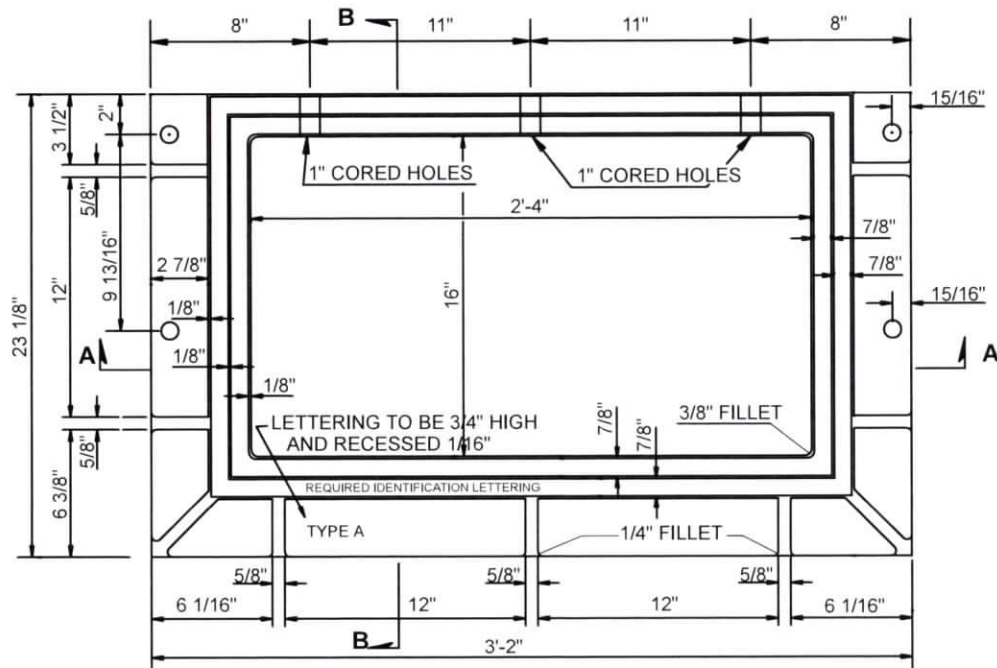 B
8"
11"
11"
8"
3 1/2"
2"
15/16"
1" CORED HOLES
1" CORED HOLES
5/8"
2'-4"
7/8"
9 13/16"
2 7/8"
7/8"
12"
16"
23 1/8"
1/8"
15/16"
A
A
1/8"
1/8"
3/8" FILLET
LETTERING TO BE 3/4" HIGH
AND RECESSED 1/16"
7/8"
7/8"
5/8"
6 3/8"
REQUIRED IDENTIFICATION LETTERING
TYPE A
1/4" FILLET
5/8"
5/8"
5/8"
6 1/16"
12"
12"
6 1/16"
B
3'-2"